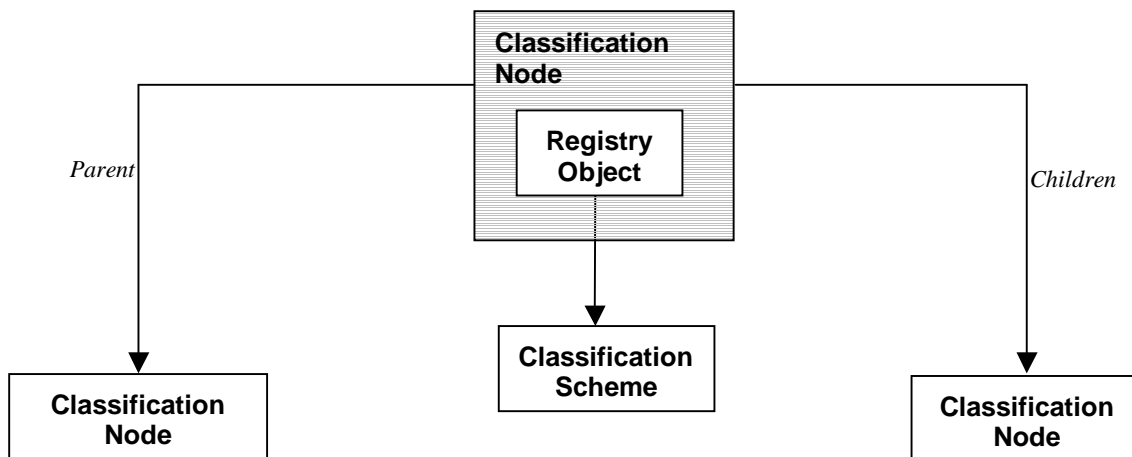 Classification
Node
Registry
Object
Parent
Children
Classification
Scheme
Classification
Node
Classification
Node